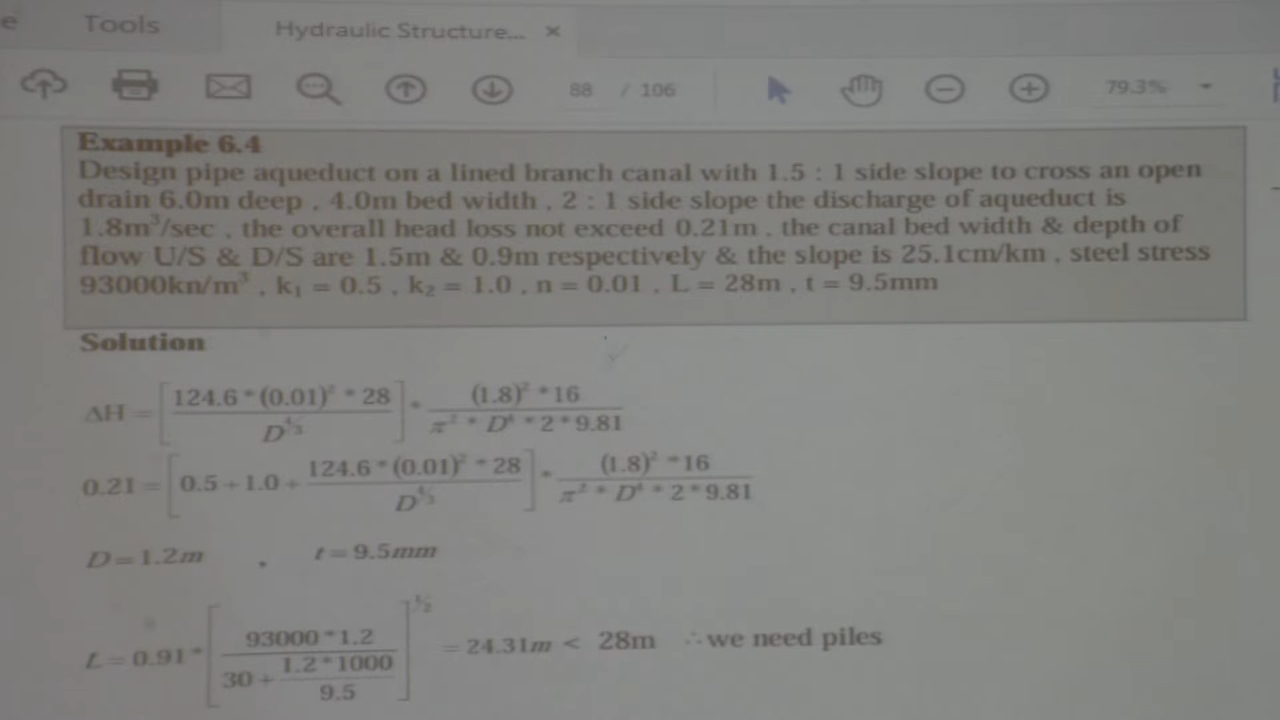 e Tools Hydraulic Structure... ×
88 / 106 79.3%
Example 6.4
Design pipe aqueduct on a lined branch canal with 1.5 : 1 side slope to cross an open
drain 6.0m deep , 4.0m bed width , 2 : 1 side slope the discharge of aqueduct is
1.8m³/sec , the overall head loss not exceed 0.21m , the canal bed width & depth of
flow U/S & D/S are 1.5m & 0.9m respectively & the slope is 25.1cm/km , steel stress
93000kn/m³ , k₁ = 0.5 , k₂ = 1.0 , n = 0.01 , L = 28m , t = 9.5mm
Solution
ΔH = [124.6 * (0.01)² * 28 / D^(4/3)] * (1.8)² * 16 / π² * D⁴ * 2 * 9.81
0.21 = [0.5 + 1.0 + 124.6 * (0.01)² * 28 / D^(4/3)] * (1.8)² * 16 / π² * D⁴ * 2 * 9.81
D = 1.2m , t = 9.5mm
L = 0.91 * [93000 * 1.2 / 30 + 1.2 * 1000 / 9.5]^(1/2) = 24.31m < 28m ∴ we need piles